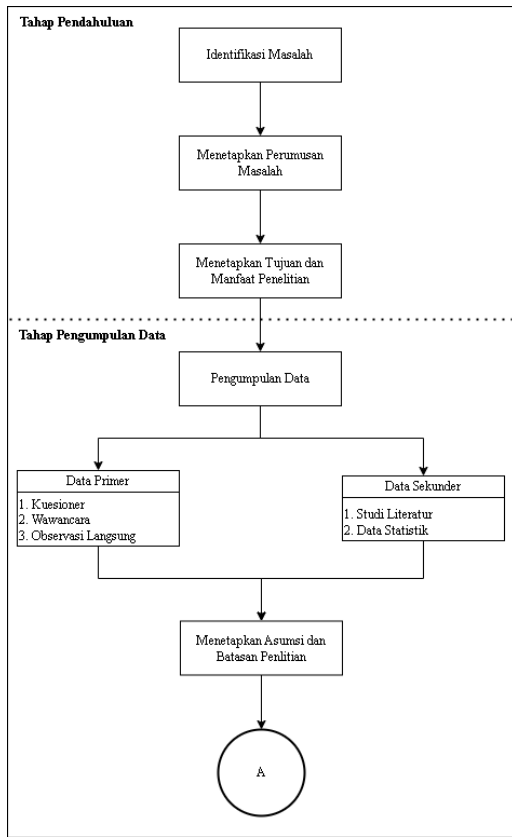 Tahap Pendahuluan
Identifikasi Masalah
Menetapkan Perumusan
Masalah
Menetapkan Tujuan dan
Manfaat Penelitian
Tahap Pengumpulan Data
Pengumpulan Data
Data Primer
1. Kuesioner
2. Wawancara
3. Observasi Langsung
Data Sekunder
1. Studi Literatur
2. Data Statistik
Menetapkan Asumsi dan
Batasan Penlitian
A